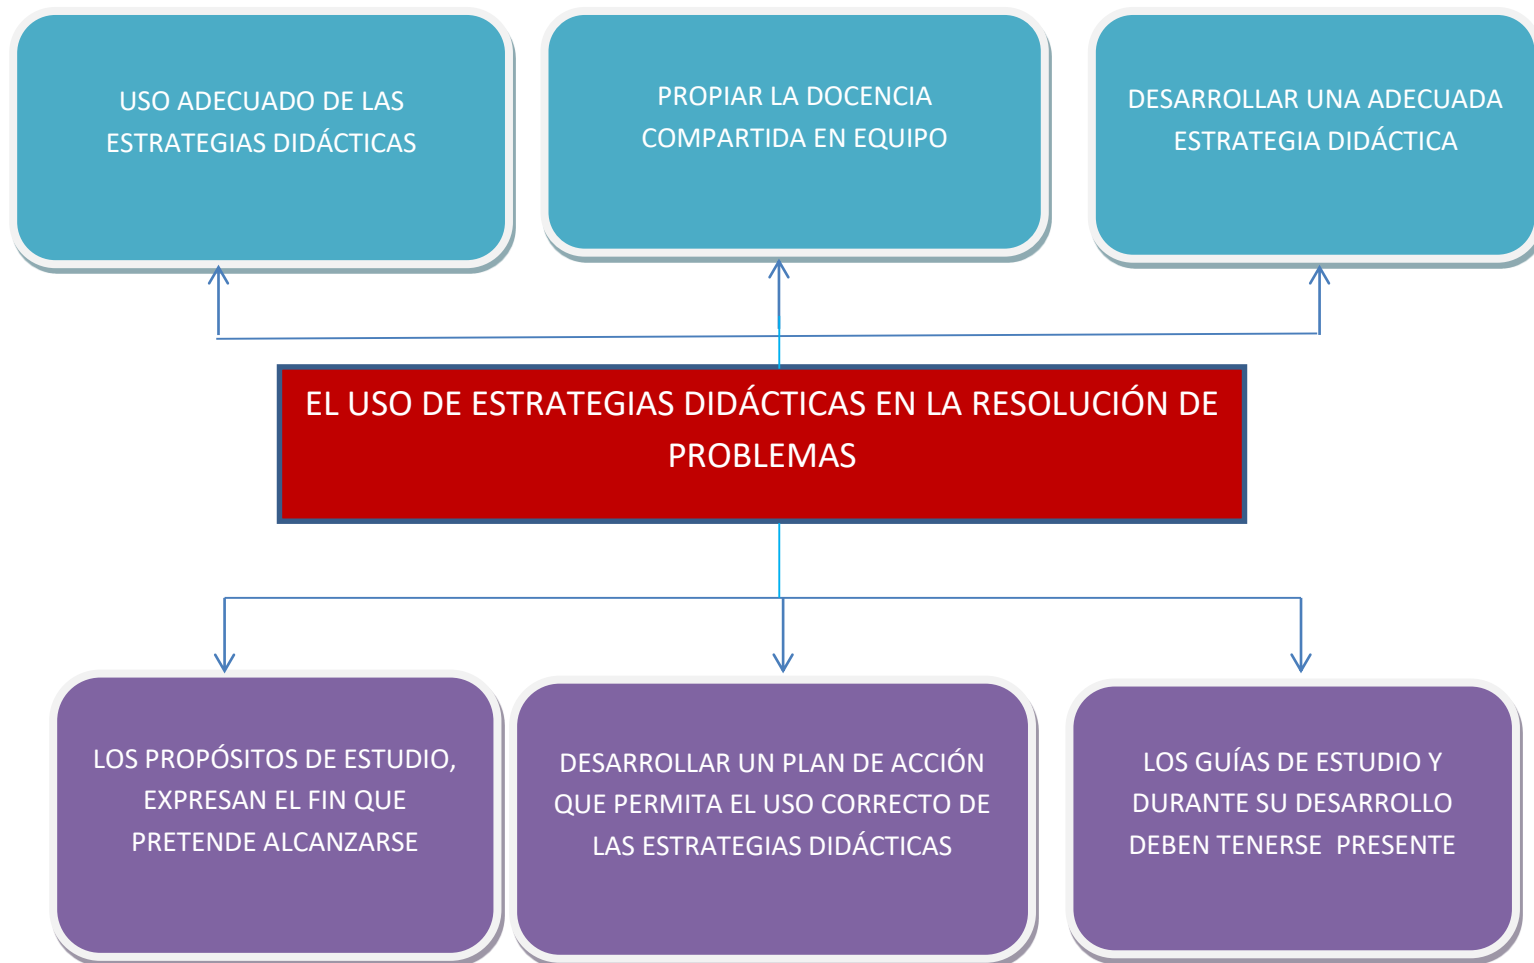 USO ADECUADO DE LAS
ESTRATEGIAS DIDÁCTICAS
PROPIAR LA DOCENCIA
COMPARTIDA EN EQUIPO
DESARROLLAR UNA ADECUADA
ESTRATEGIA DIDÁCTICA
EL USO DE ESTRATEGIAS DIDÁCTICAS EN LA RESOLUCIÓN DE
PROBLEMAS
LOS PROPÓSITOS DE ESTUDIO,
EXPRESAN EL FIN QUE
PRETENDE ALCANZARSE
DESARROLLAR UN PLAN DE ACCIÓN
QUE PERMITA EL USO CORRECTO DE
LAS ESTRATEGIAS DIDÁCTICAS
LOS GUÍAS DE ESTUDIO Y
DURANTE SU DESARROLLO
DEBEN TENERSE PRESENTE